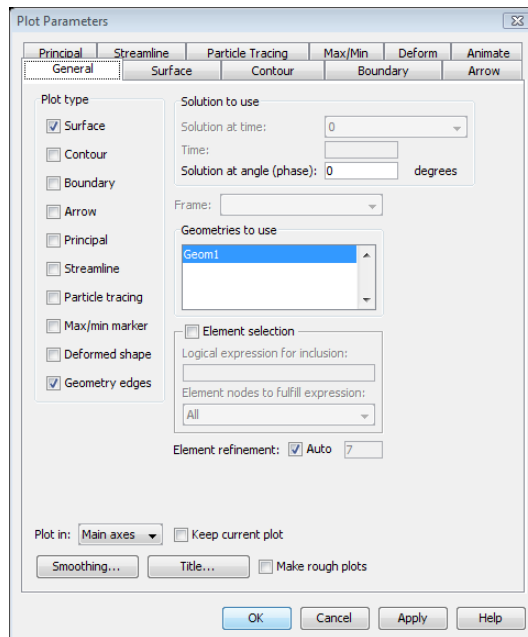 Plot Parameters
Principal Streamline Particle Tracing Max/Min Deform Animate
General Surface Contour Boundary Arrow
Plot type
Surface
Contour
Boundary
Arrow
Principal
Streamline
Particle tracing
Max/min marker
Deformed shape
Geometry edges
Solution to use
Solution at time: 0
Time:
Solution at angle (phase): 0 degrees
Frame:
Geometries to use
Geom1
Element selection
Logical expression for inclusion:
Element nodes to fulfill expression:
All
Element refinement: Auto 7
Plot in: Main axes Keep current plot
Smoothing... Title... Make rough plots
OK Cancel Apply Help